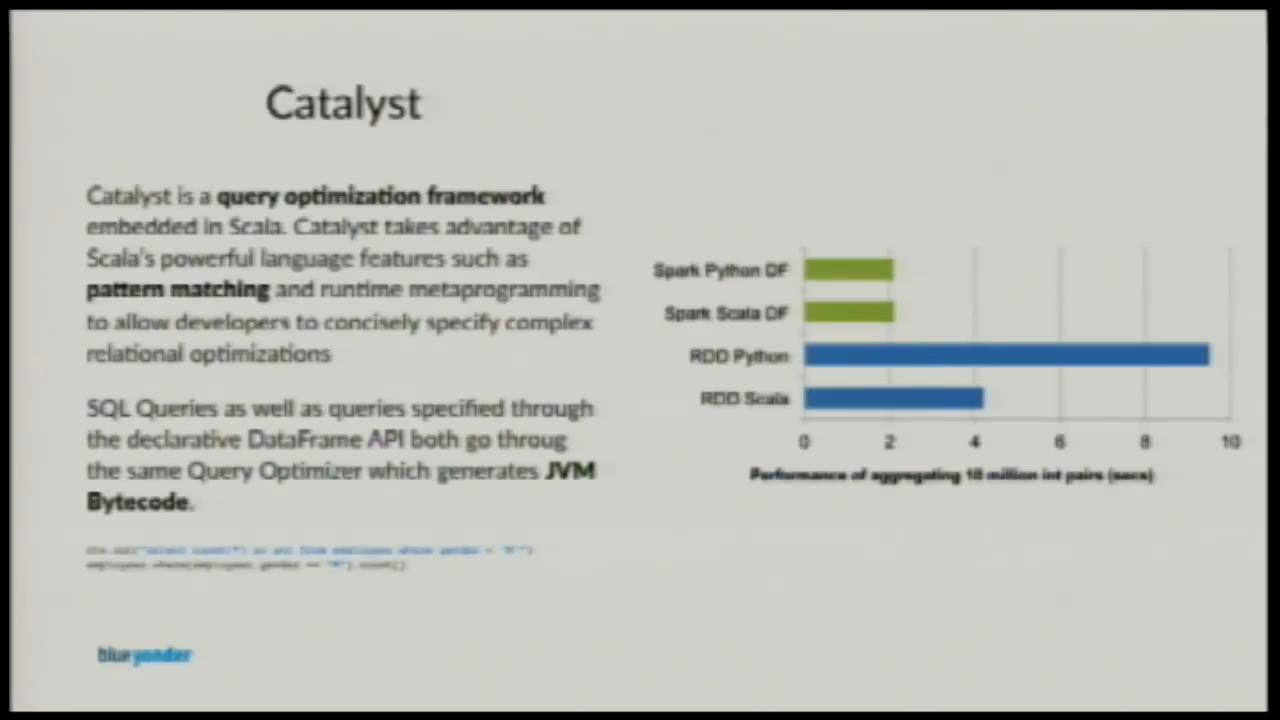 Catalyst
Catalyst is a query optimization framework
embedded in Scala. Catalyst takes advantage of
Scala's powerful language features such as
pattern matching and runtime metaprogramming
to allow developers to concisely specify complex
relational optimizations
SQL Queries as well as queries specified through
the declarative DataFrame API both go throug
the same Query Optimizer which generates JVM
Bytecode.
Spark Python DF
Spark Scala DF
RDD Python
RDD Scala
0 2 4 6 8 10
Performance of aggregating 10 million int pairs (secs)
blueyonder